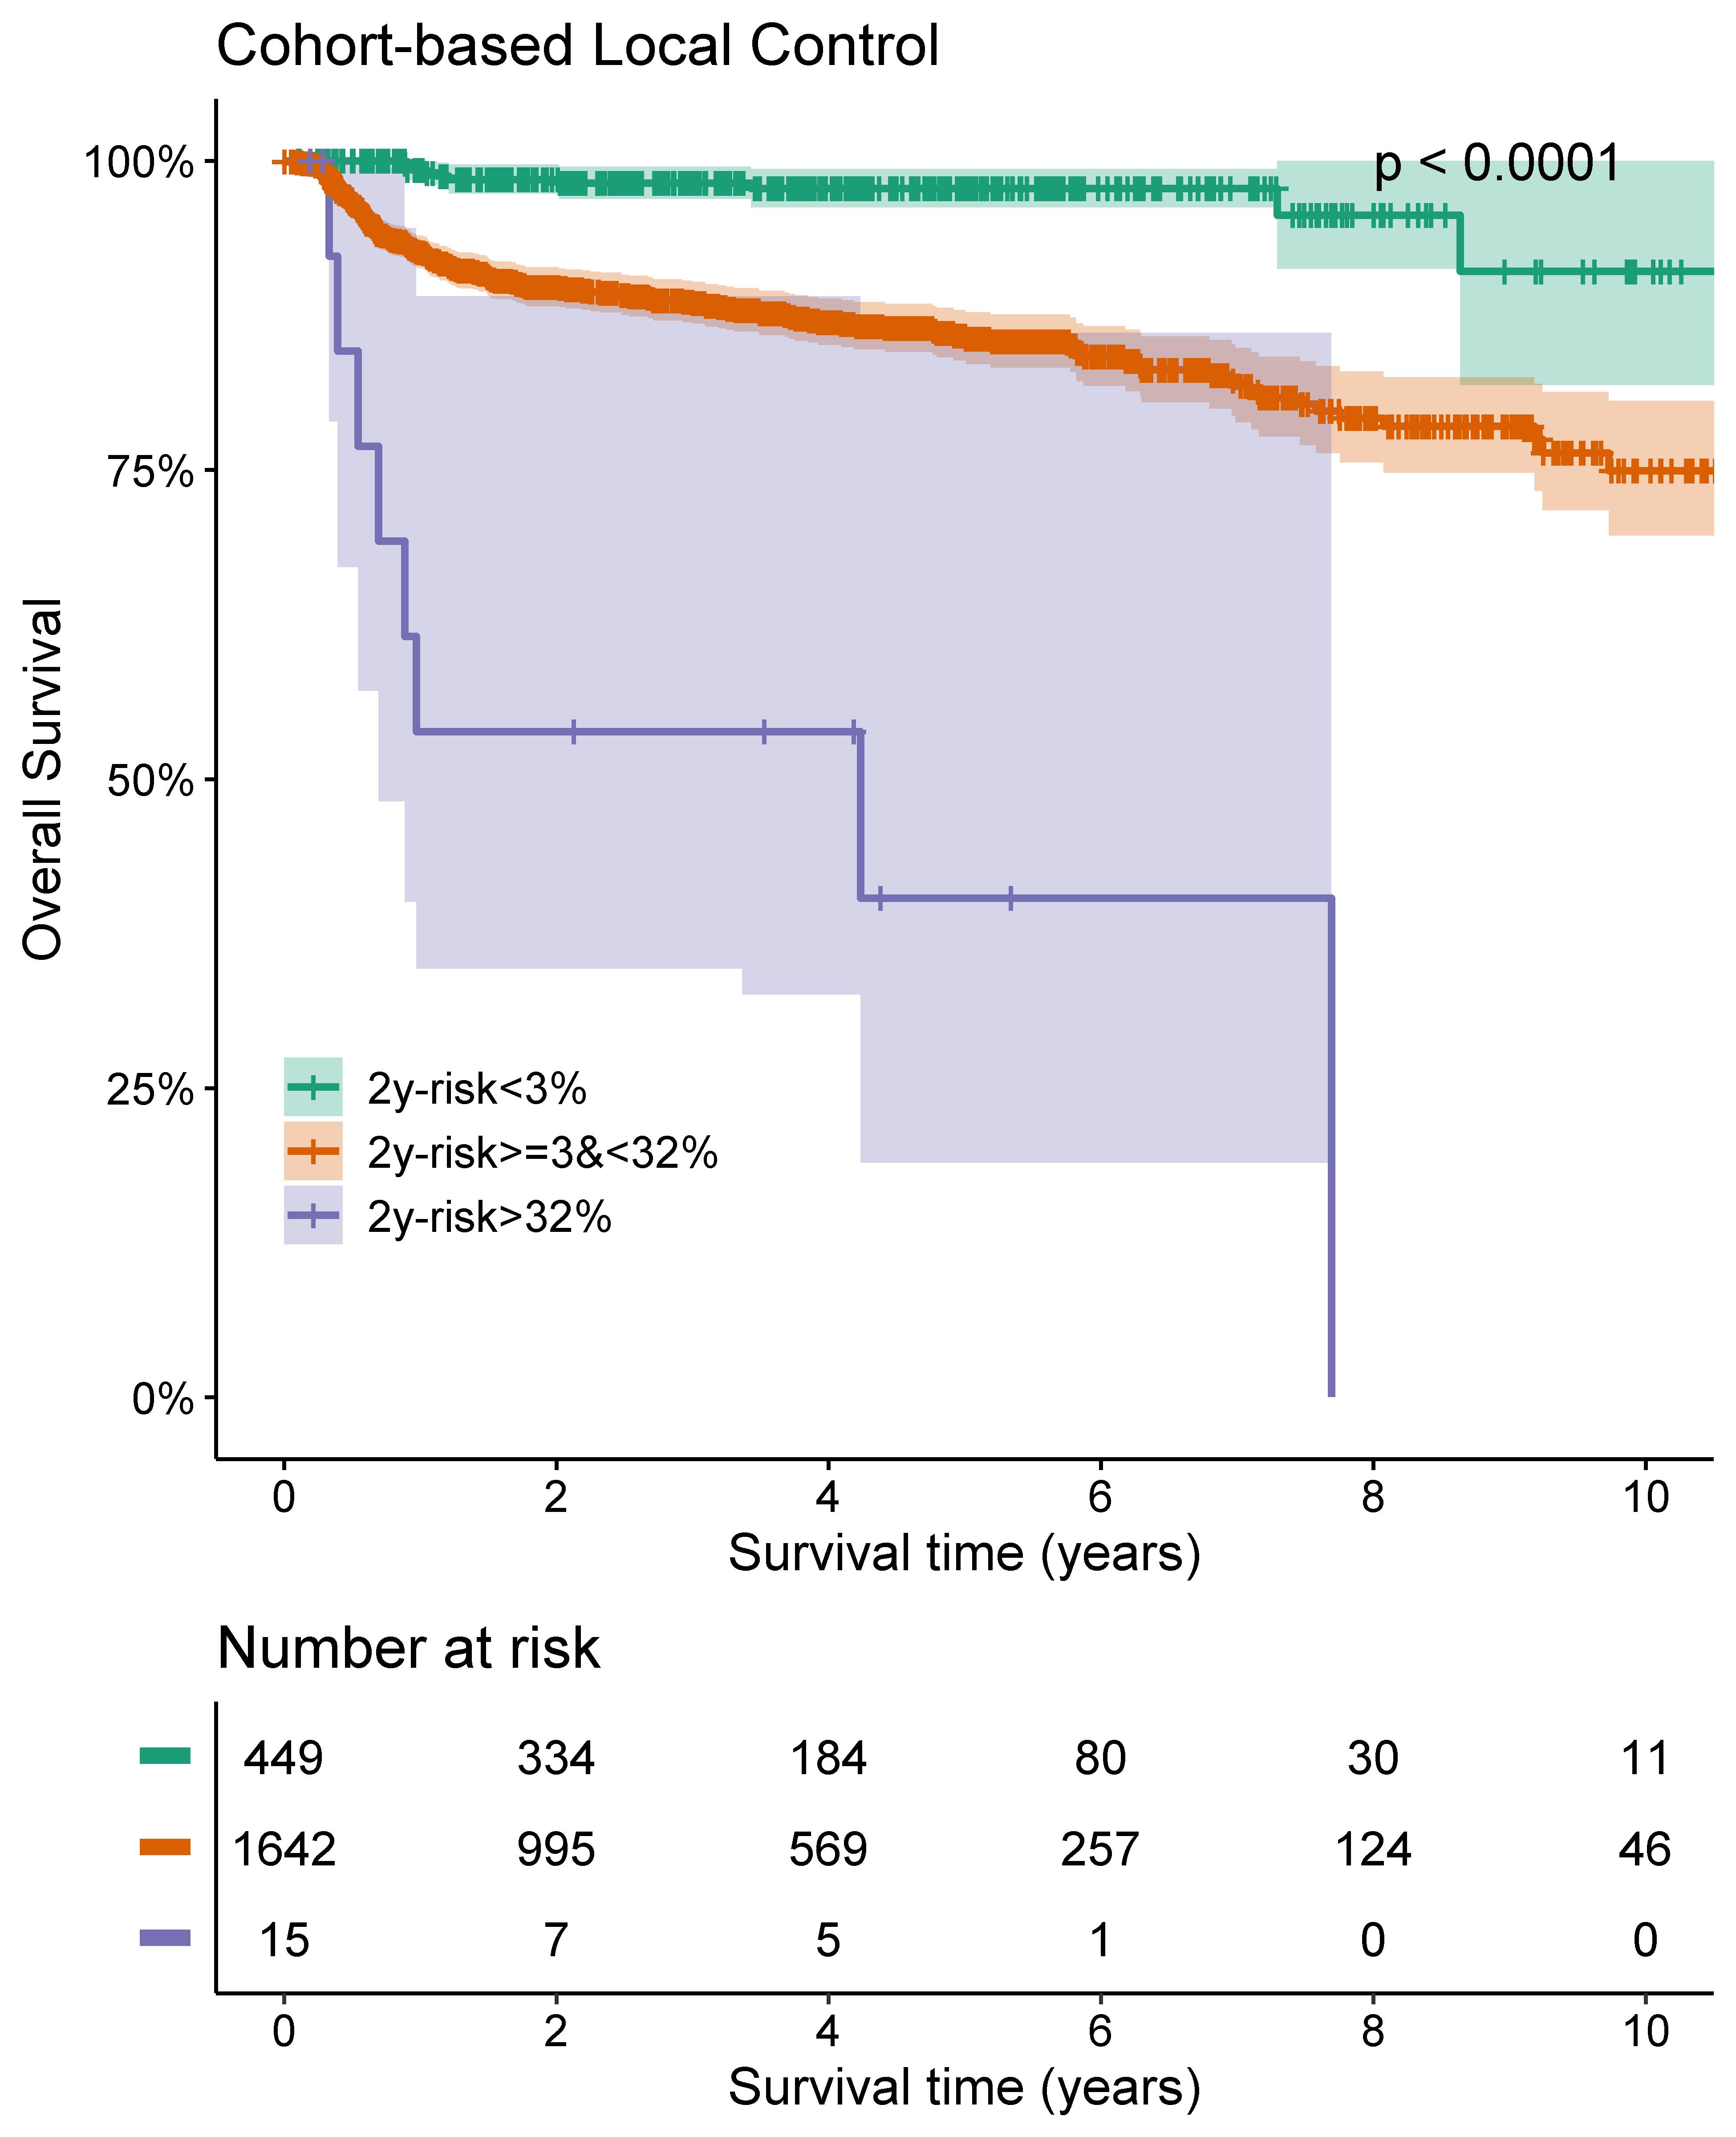 Cohort-based Local Control
p < 0.0001
100%
75%
50%
25%
0%
Overall Survival
2y-risk<3%
2y-risk>=3&<32%
2y-risk>32%
0 2 4 6 8 10
Survival time (years)
Number at risk
449 334 184 80 30 11
1642 995 569 257 124 46
15 7 5 1 0 0
0 2 4 6 8 10
Survival time (years)